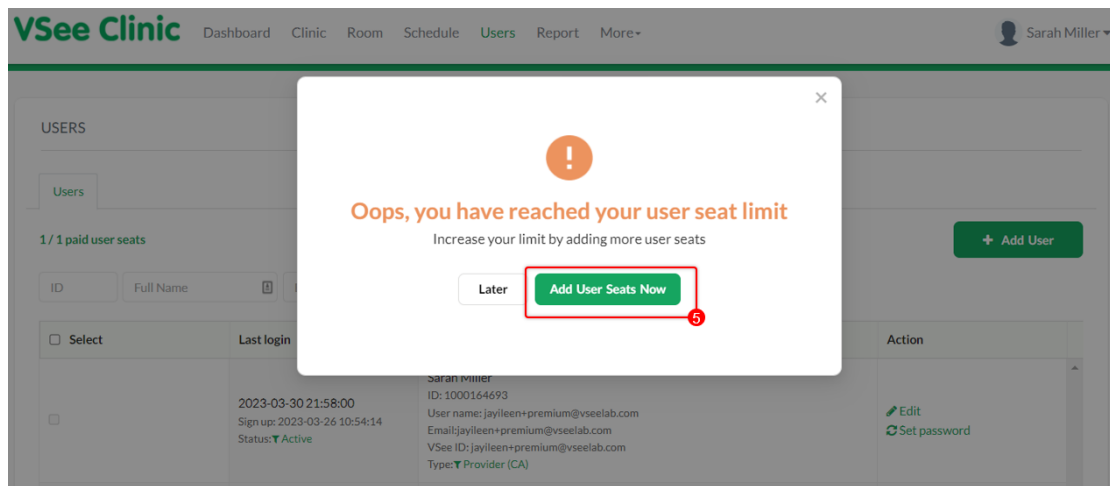 VSee Clinic Dashboard Clinic Room Schedule Users Report More Sarah Miller
×
USERS
!
Users
Oops, you have reached your user seat limit
1 / 1 paid user seats
Increase your limit by adding more user seats
+ Add User
ID Full Name
Later Add User Seats Now
5
Select Last login Action
Sarah Miller
2023-03-30 21:58:00
ID: 1000164693
Sign up: 2023-03-26 10:54:14
User name: jayileen+premium@vseelab.com
Edit
Status: Active
Email:jayileen+premium@vseelab.com
Set password
VSee ID: jayileen+premium@vseelab.com
Type: Provider (CA)